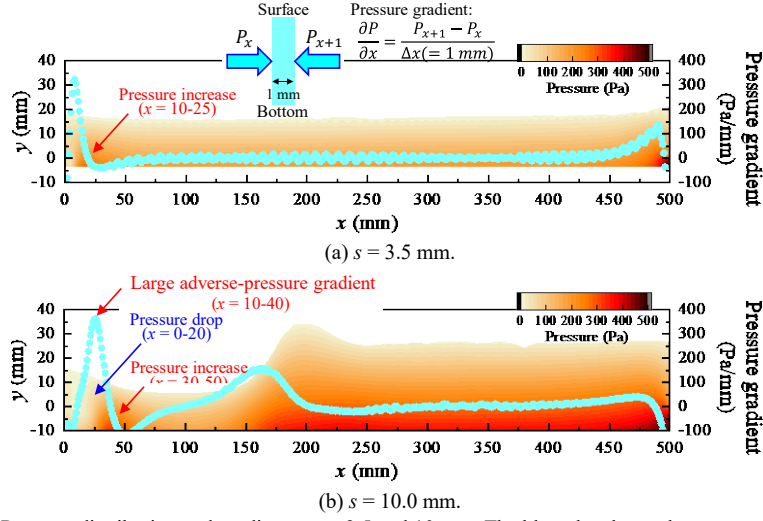 Surface
Pressure gradient:
P_x
P_{x+1}
∂P/∂x = (P_{x+1} − P_x)/(Δx(= 1 mm))
1 mm
Bottom
0 100 200 300 400 500
Pressure (Pa)
Pressure increase
(x = 10-25)
40
30
20
10
0
-10
y (mm)
400
300
200
100
0
-100
Pressure gradient
(Pa/mm)
0 50 100 150 200 250 300 350 400 450 500
x (mm)
(a) s = 3.5 mm.
Large adverse-pressure gradient
(x = 10-40)
Pressure drop
(x = 0-20)
Pressure increase
(x = 30-50)
0 100 200 300 400 500
Pressure (Pa)
40
30
20
10
0
-10
y (mm)
400
300
200
100
0
-100
Pressure gradient
(Pa/mm)
0 50 100 150 200 250 300 350 400 450 500
x (mm)
(b) s = 10.0 mm.